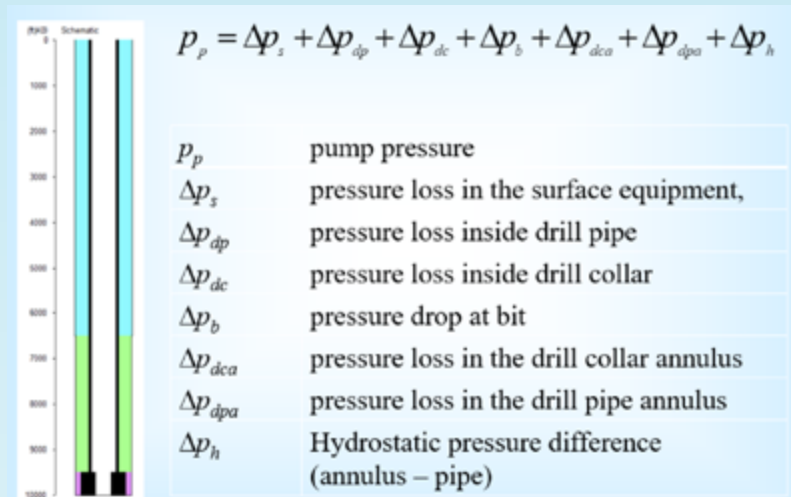 (ft)KB Schematic
0
1000
2000
3000
4000
5000
6000
7000
8000
9000
10000
p_p = Δp_s + Δp_dp + Δp_dc + Δp_b + Δp_dca + Δp_dpa + Δp_h
p_p pump pressure
Δp_s pressure loss in the surface equipment,
Δp_dp pressure loss inside drill pipe
Δp_dc pressure loss inside drill collar
Δp_b pressure drop at bit
Δp_dca pressure loss in the drill collar annulus
Δp_dpa pressure loss in the drill pipe annulus
Δp_h Hydrostatic pressure difference
(annulus – pipe)